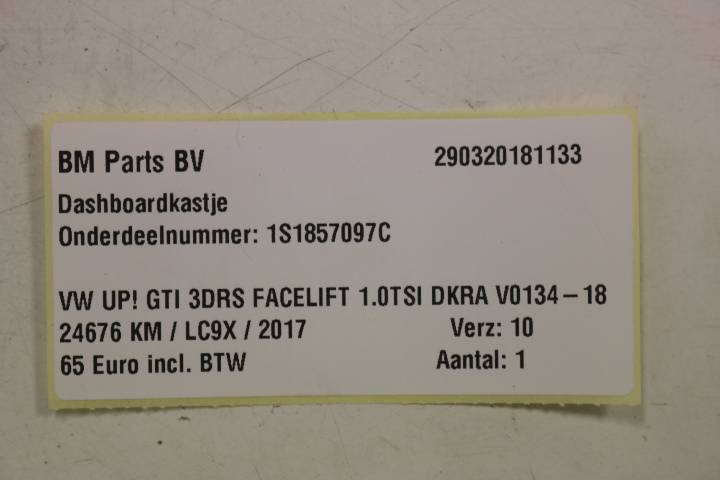 BM Parts BV 290320181133
Dashboardkastje
Onderdeelnummer: 1S1857097C
VW UP! GTI 3DRS FACELIFT 1.0TSI DKRA V0134-18
24676 KM / LC9X / 2017 Verz: 10
65 Euro incl. BTW Aantal: 1